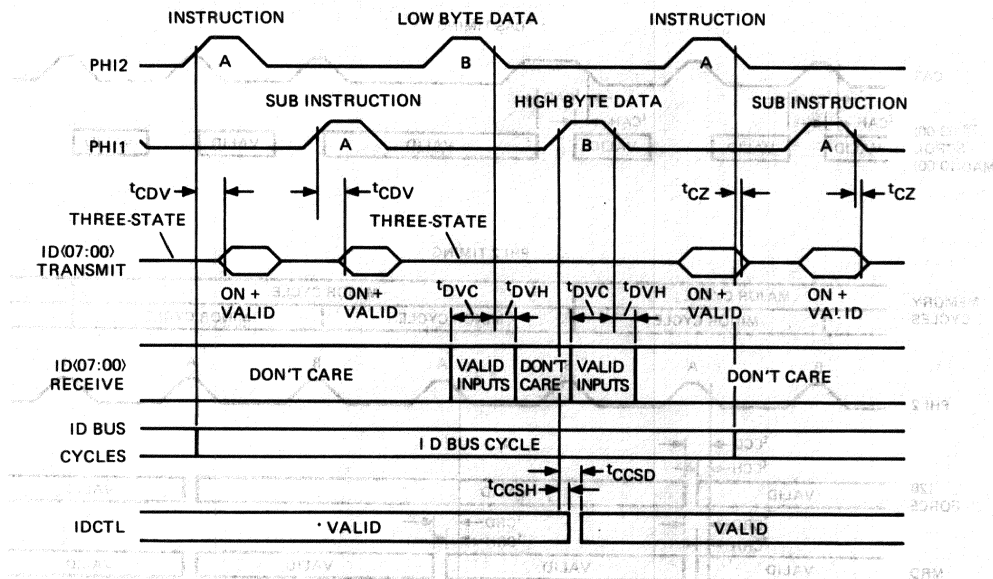 INSTRUCTION LOW BYTE DATA INSTRUCTION
PHI2 A B A
SUB INSTRUCTION HIGH BYTE DATA SUB INSTRUCTION
PHI1 A B A
tCDV tCDV tCZ tCZ
THREE-STATE THREE-STATE
ID⟨07:00⟩
TRANSMIT
ON +
VALID
ON +
VALID
tDVC tDVH tDVC tDVH
ON +
VALID
ON +
VALID
ID⟨07:00⟩
RECEIVE
DON'T CARE
VALID
INPUTS
DON'T
CARE
VALID
INPUTS
DON'T CARE
ID BUS
CYCLES
I D BUS CYCLE
tCCSD
tCCSH
IDCTL VALID VALID